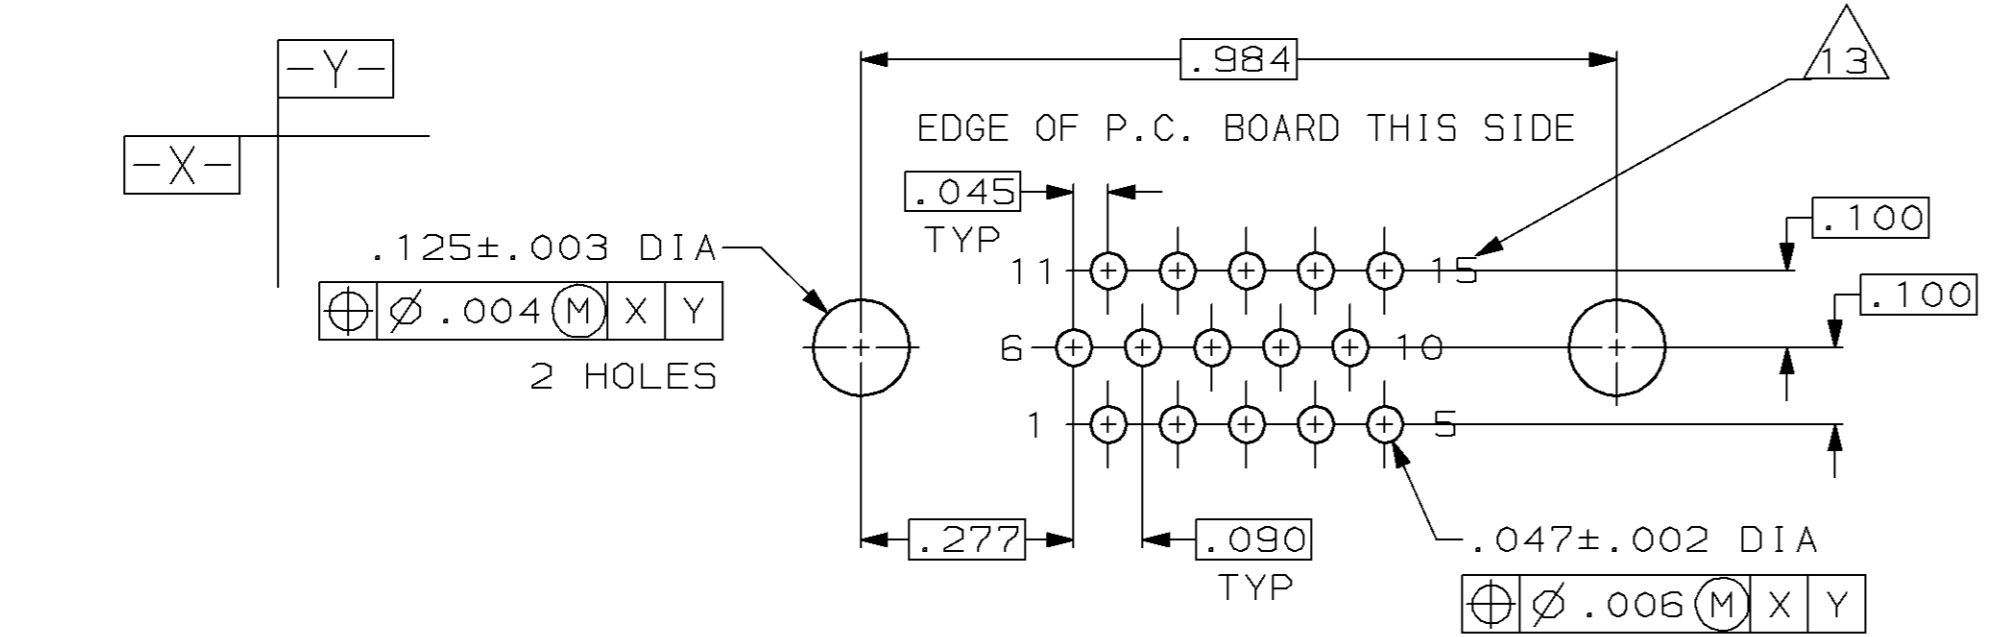 -Y-
.984
13
EDGE OF P.C. BOARD THIS SIDE
-X-
.045
TYP
.100
.125±.003 DIA
11
15
.100
⌖ ⌀ .004 Ⓜ X Y
6
10
2 HOLES
1
5
.277
.090
TYP
.047±.002 DIA
⌖ ⌀ .006 Ⓜ X Y